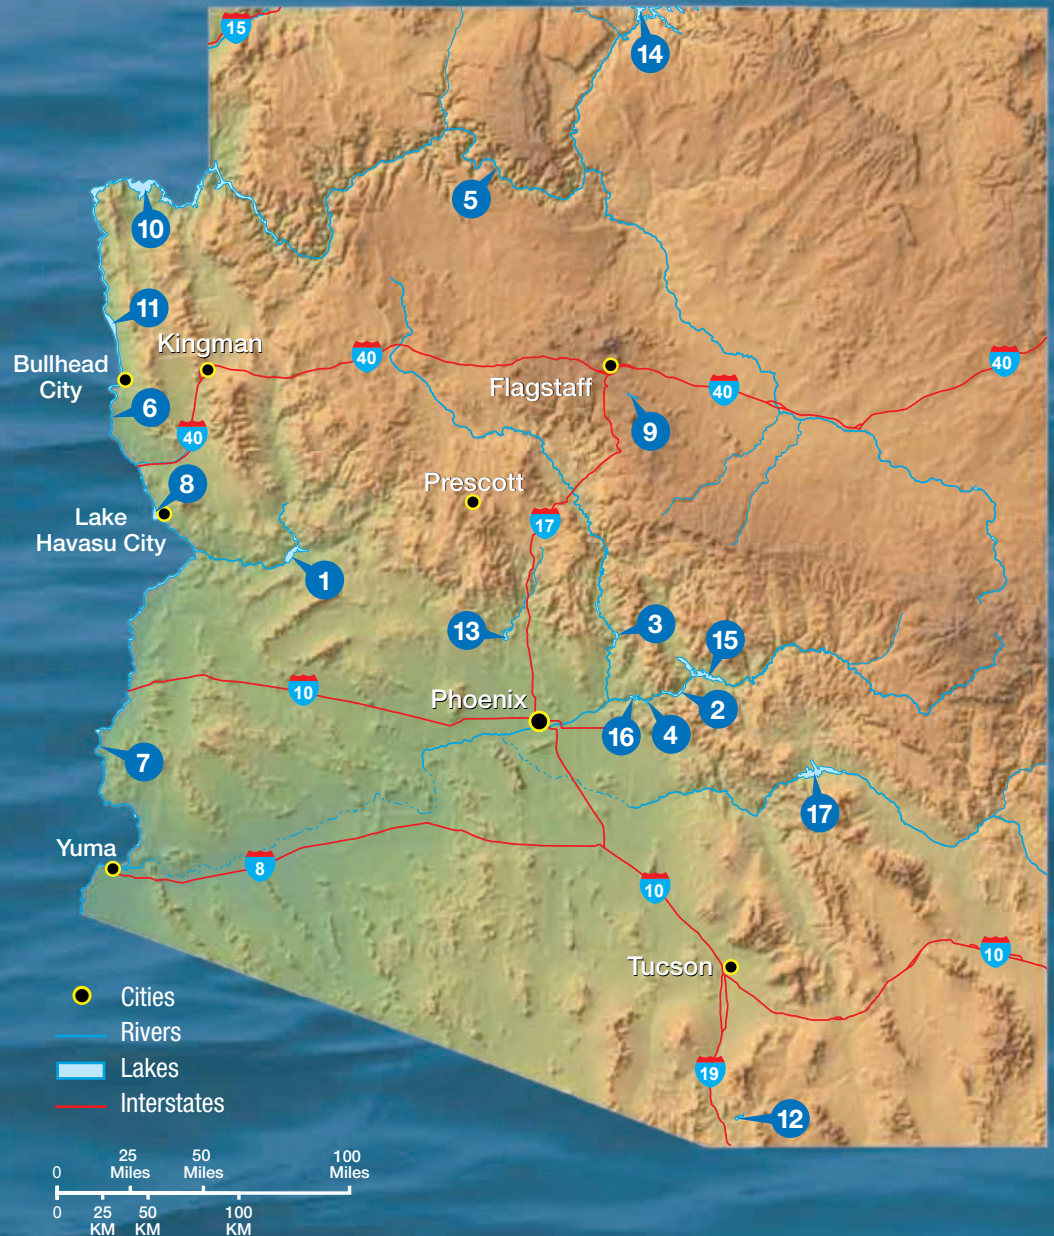 15
14
5
10
11
Kingman
40
40
Bullhead
City
Flagstaff
40
6
9
40
8
Prescott
Lake
Havasu City
17
1
13
3
15
10
Phoenix
2
16
4
7
17
Yuma
8
10
Tucson
10
Cities
Rivers
Lakes
19
Interstates
12
0
25
Miles
50
Miles
100
Miles
0
25
KM
50
KM
100
KM